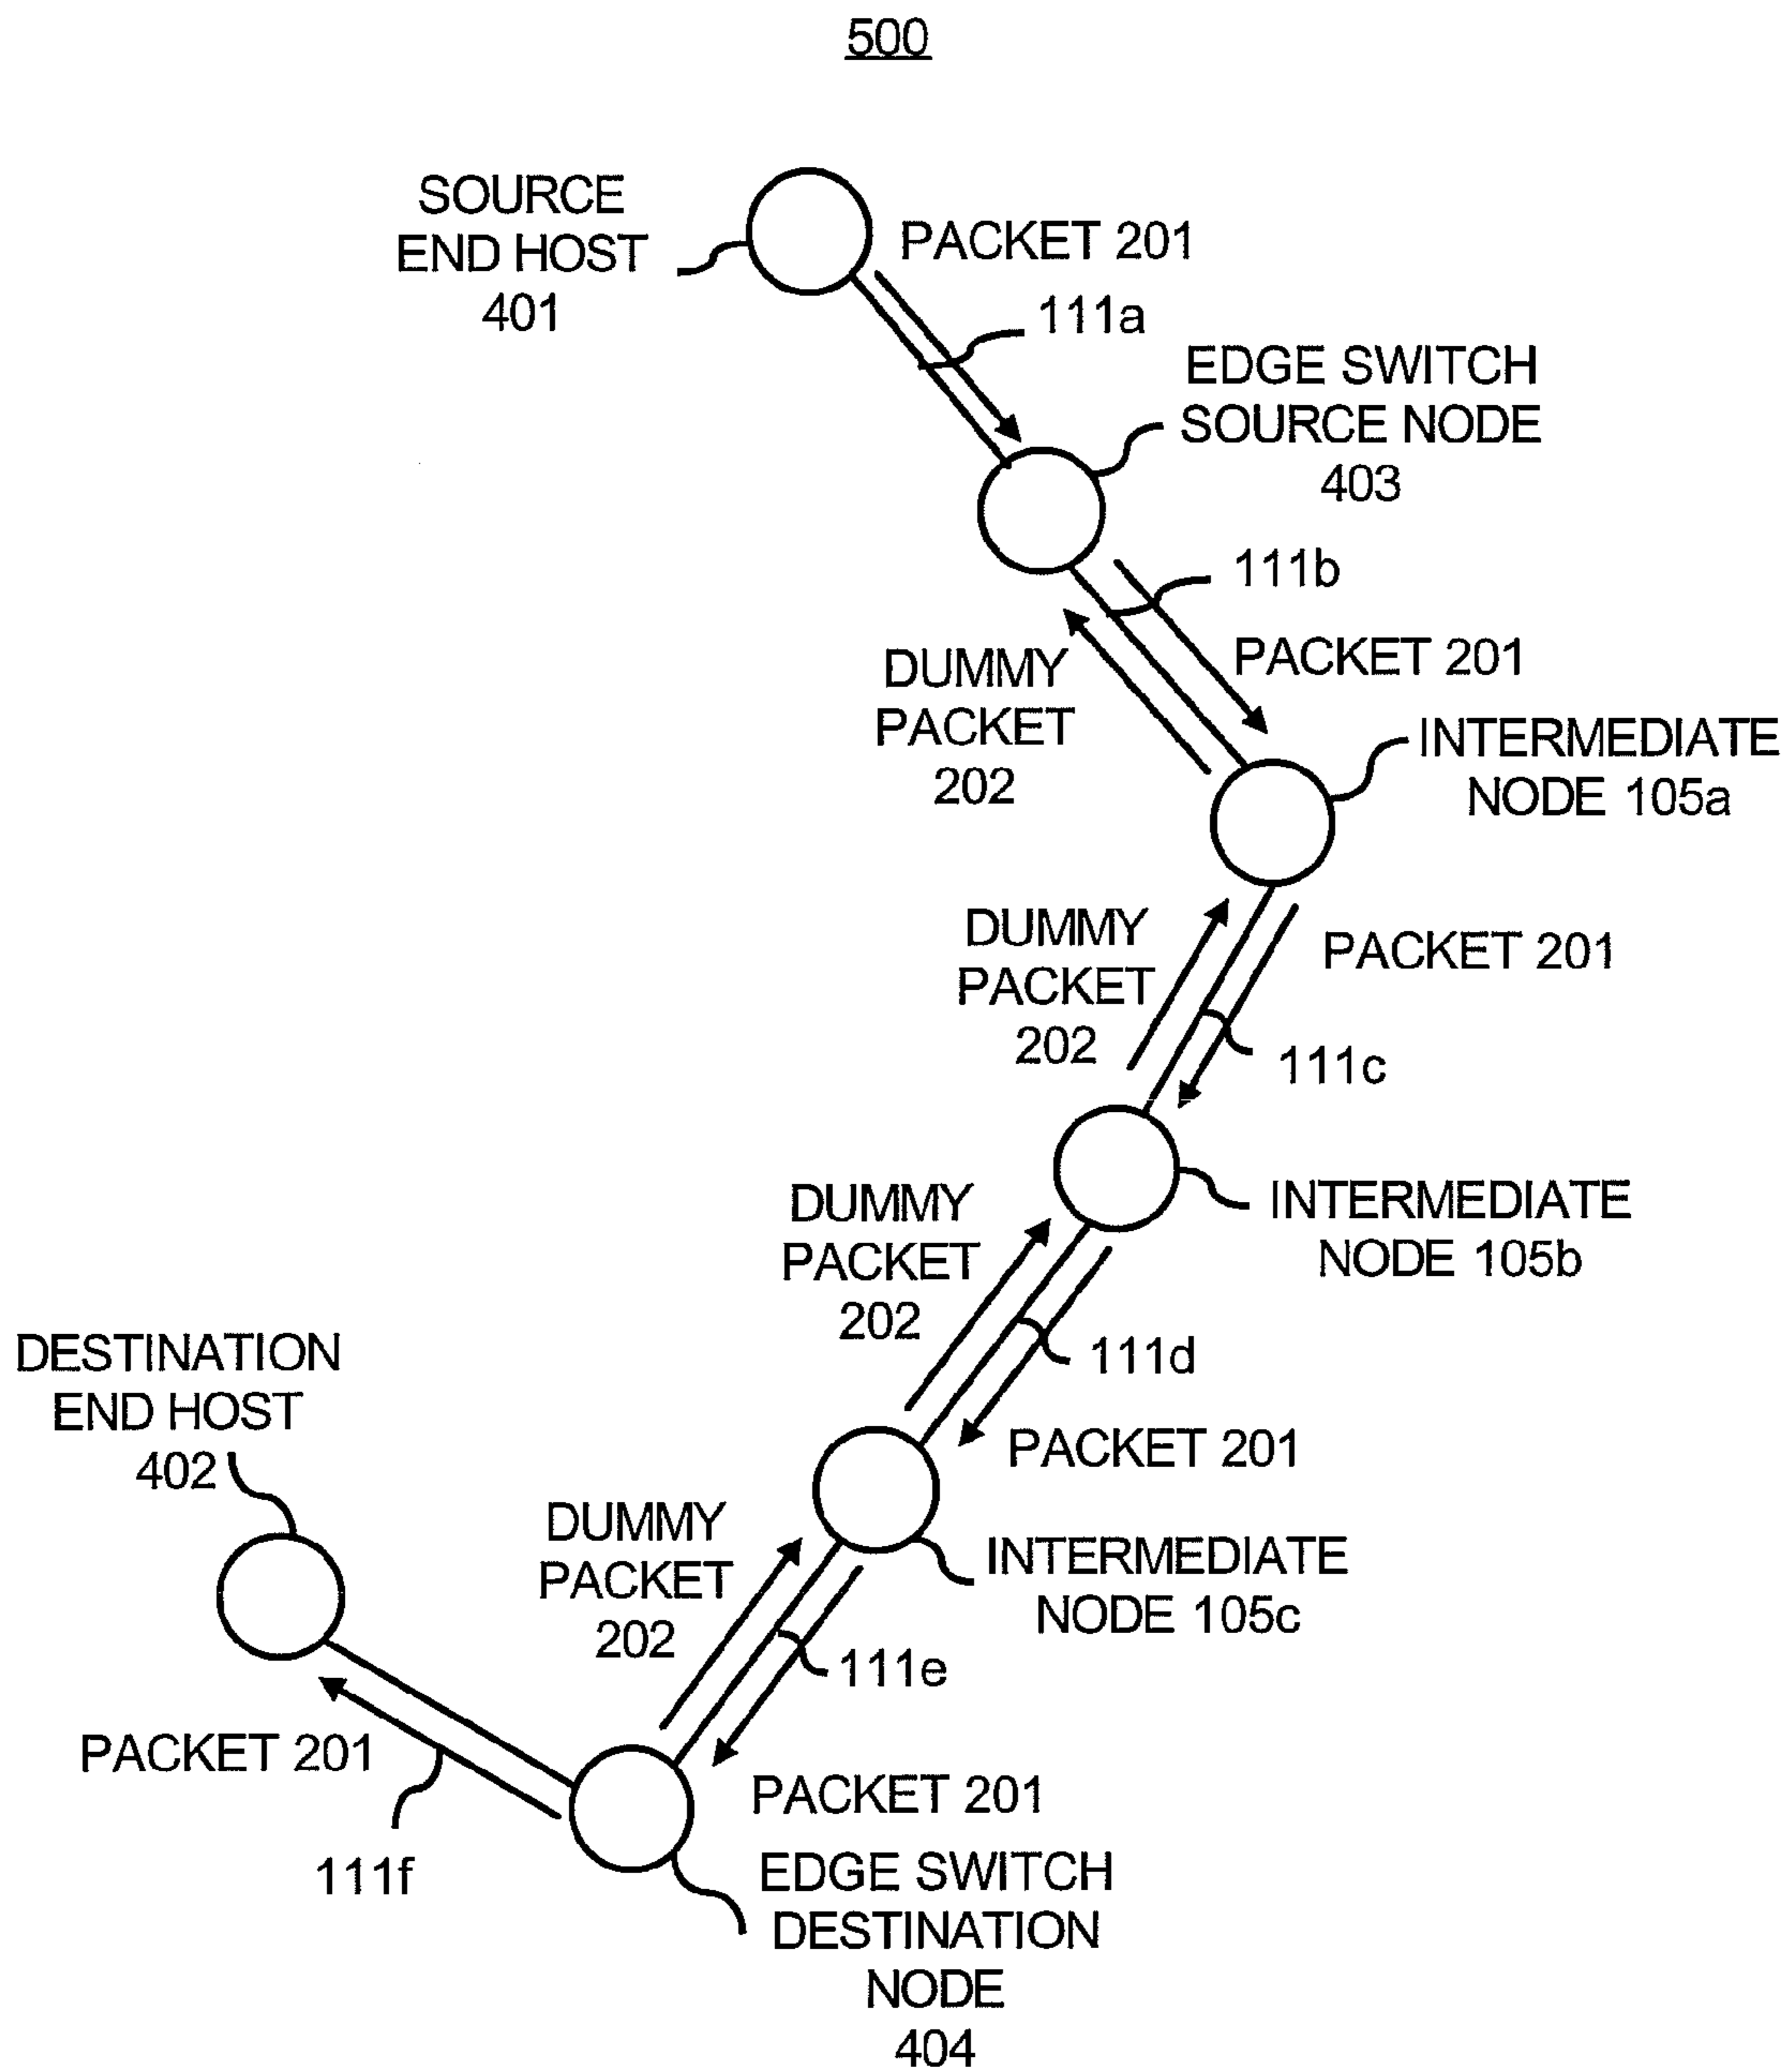 500
SOURCE
END HOST
401
PACKET 201
111a
EDGE SWITCH
SOURCE NODE
403
111b
DUMMY
PACKET
202
PACKET 201
INTERMEDIATE
NODE 105a
DUMMY
PACKET
202
PACKET 201
111c
INTERMEDIATE
NODE 105b
DUMMY
PACKET
202
111d
PACKET 201
DESTINATION
END HOST
402
INTERMEDIATE
NODE 105c
DUMMY
PACKET
202
111e
PACKET 201
111f
PACKET 201
EDGE SWITCH
DESTINATION
NODE
404